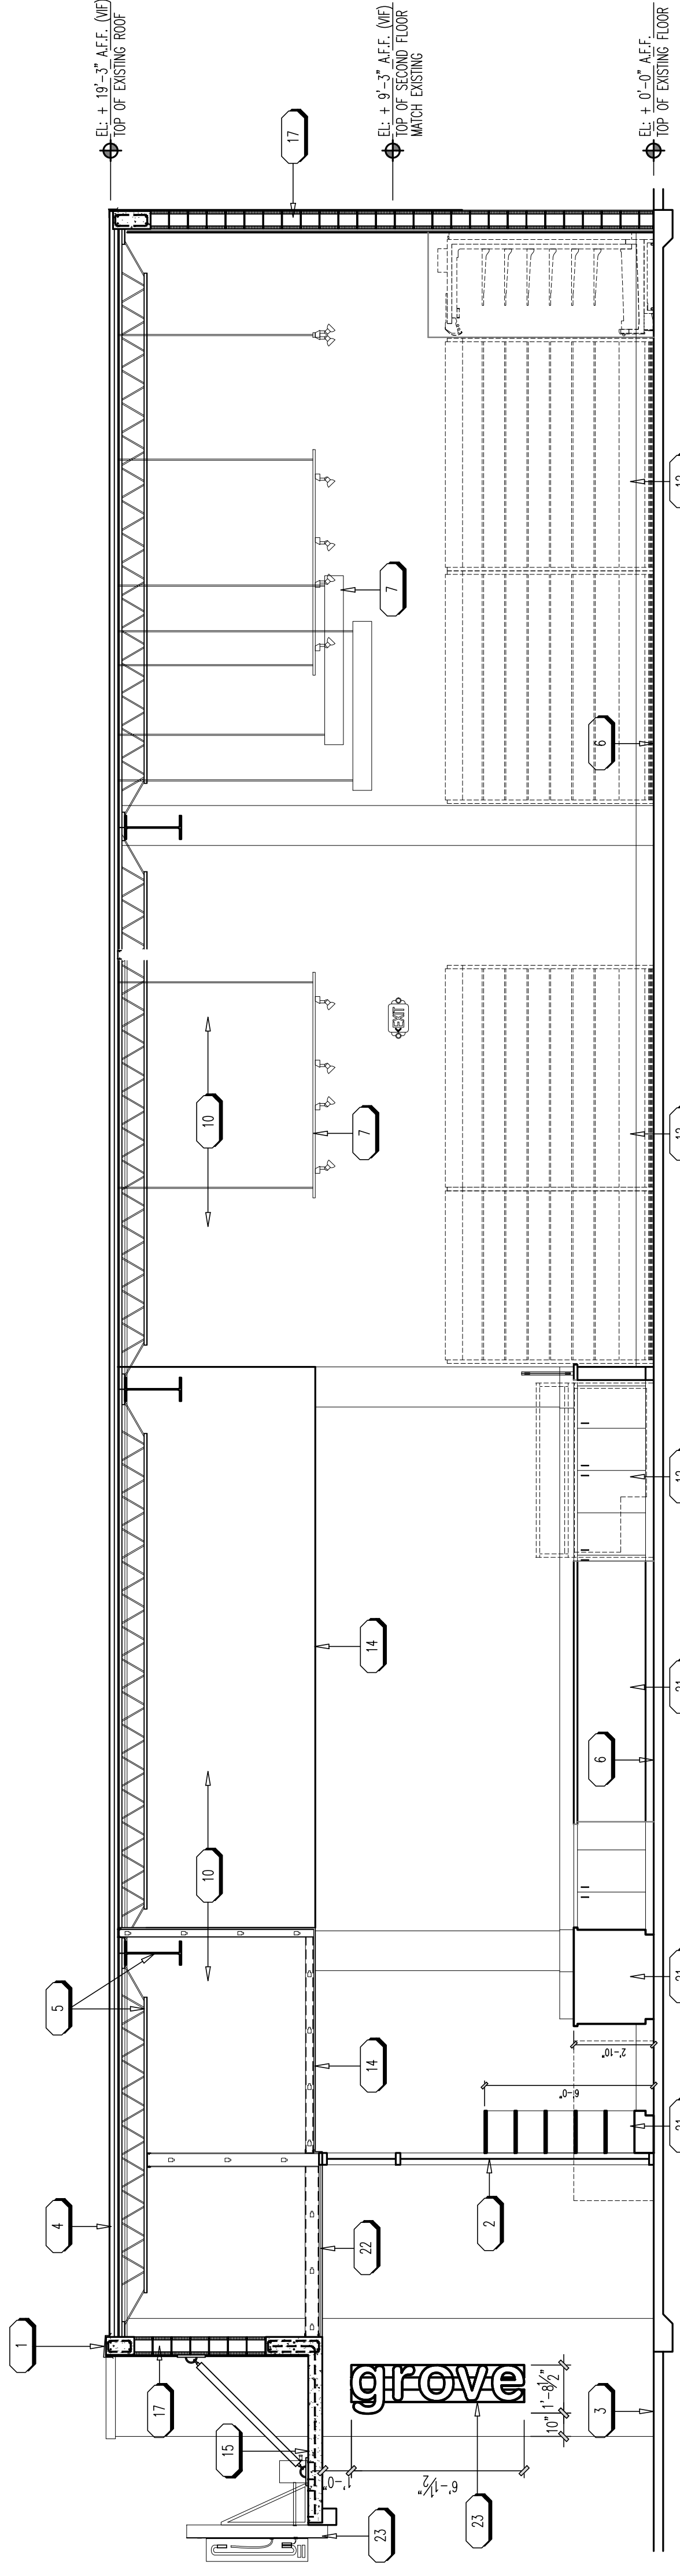 1
4
5
EL: + 19'-3" A.F.F. (VIF)
TOP OF EXISTING ROOF
17
10
10
15
17
23
22
14
14
7
7
1'-0"
EXIT
EL: + 9'-3" A.F.F. (VIF)
TOP OF SECOND FLOOR
MATCH EXISTING
grove
6'-1½"
23
2
10" 1'-8½"
6'-0"
3
6
6
2'-10"
EL: + 0'-0" A.F.F.
TOP OF EXISTING FLOOR